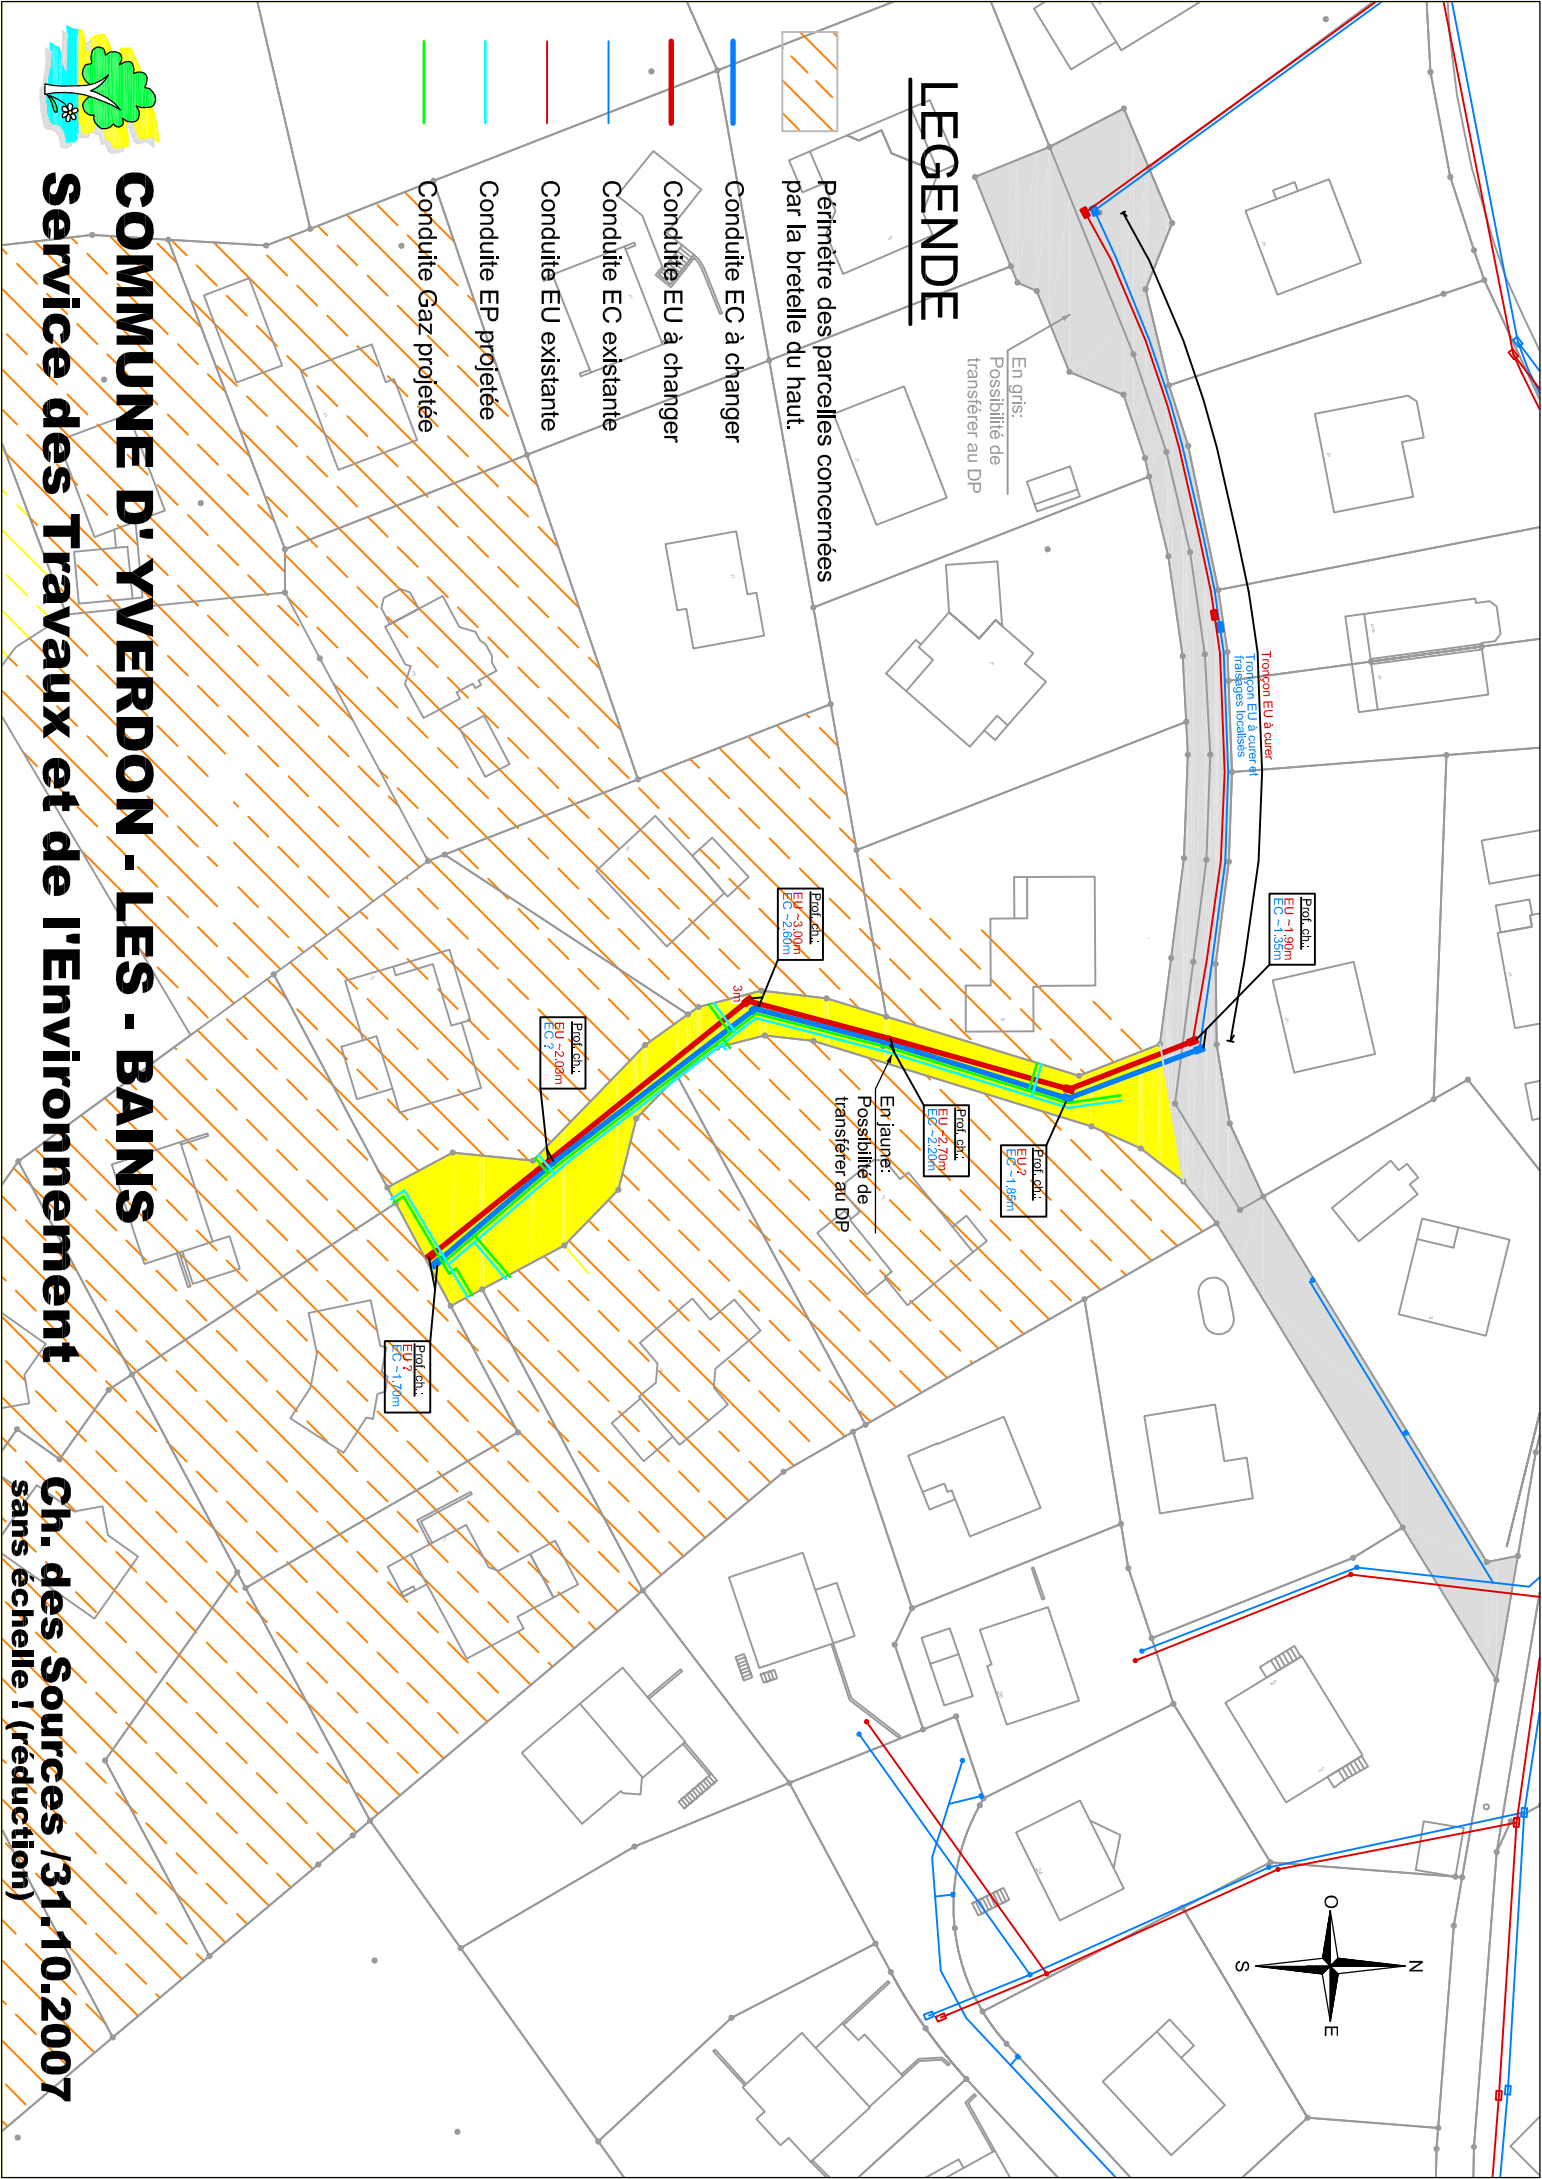 LEGENDE
Périmètre des parcelles concernées
par la bretelle du haut.
Conduite EC à changer
Conduite EU à changer
Conduite EC existante
Conduite EU existante
Conduite EP projetée
Conduite Gaz projetée
En gris:
Possibilité de
transférer au DP
Tronçon EU à curer
Tronçon EU à curer et
fraisages localisés
Prof. ch.:
EU ~1.90m
EC ~1.35m
Prof. ch.:
EU ~3.00m
EC ~2.60m
3m
Prof. ch.:
EU ~2.03m
EC ?
Prof. ch.:
EU ~2.70m
EC ~2.20m
Prof. ch.:
EU ?
EC ~1.85m
En jaune:
Possibilité de
transférer au DP
Prof. ch.:
EU ?
EC ~1.70m
N
O
E
S
COMMUNE D' YVERDON - LES - BAINS
Service des Travaux et de l'Environnement
Ch. des Sources /31.10.2007
sans échelle ! (réduction)